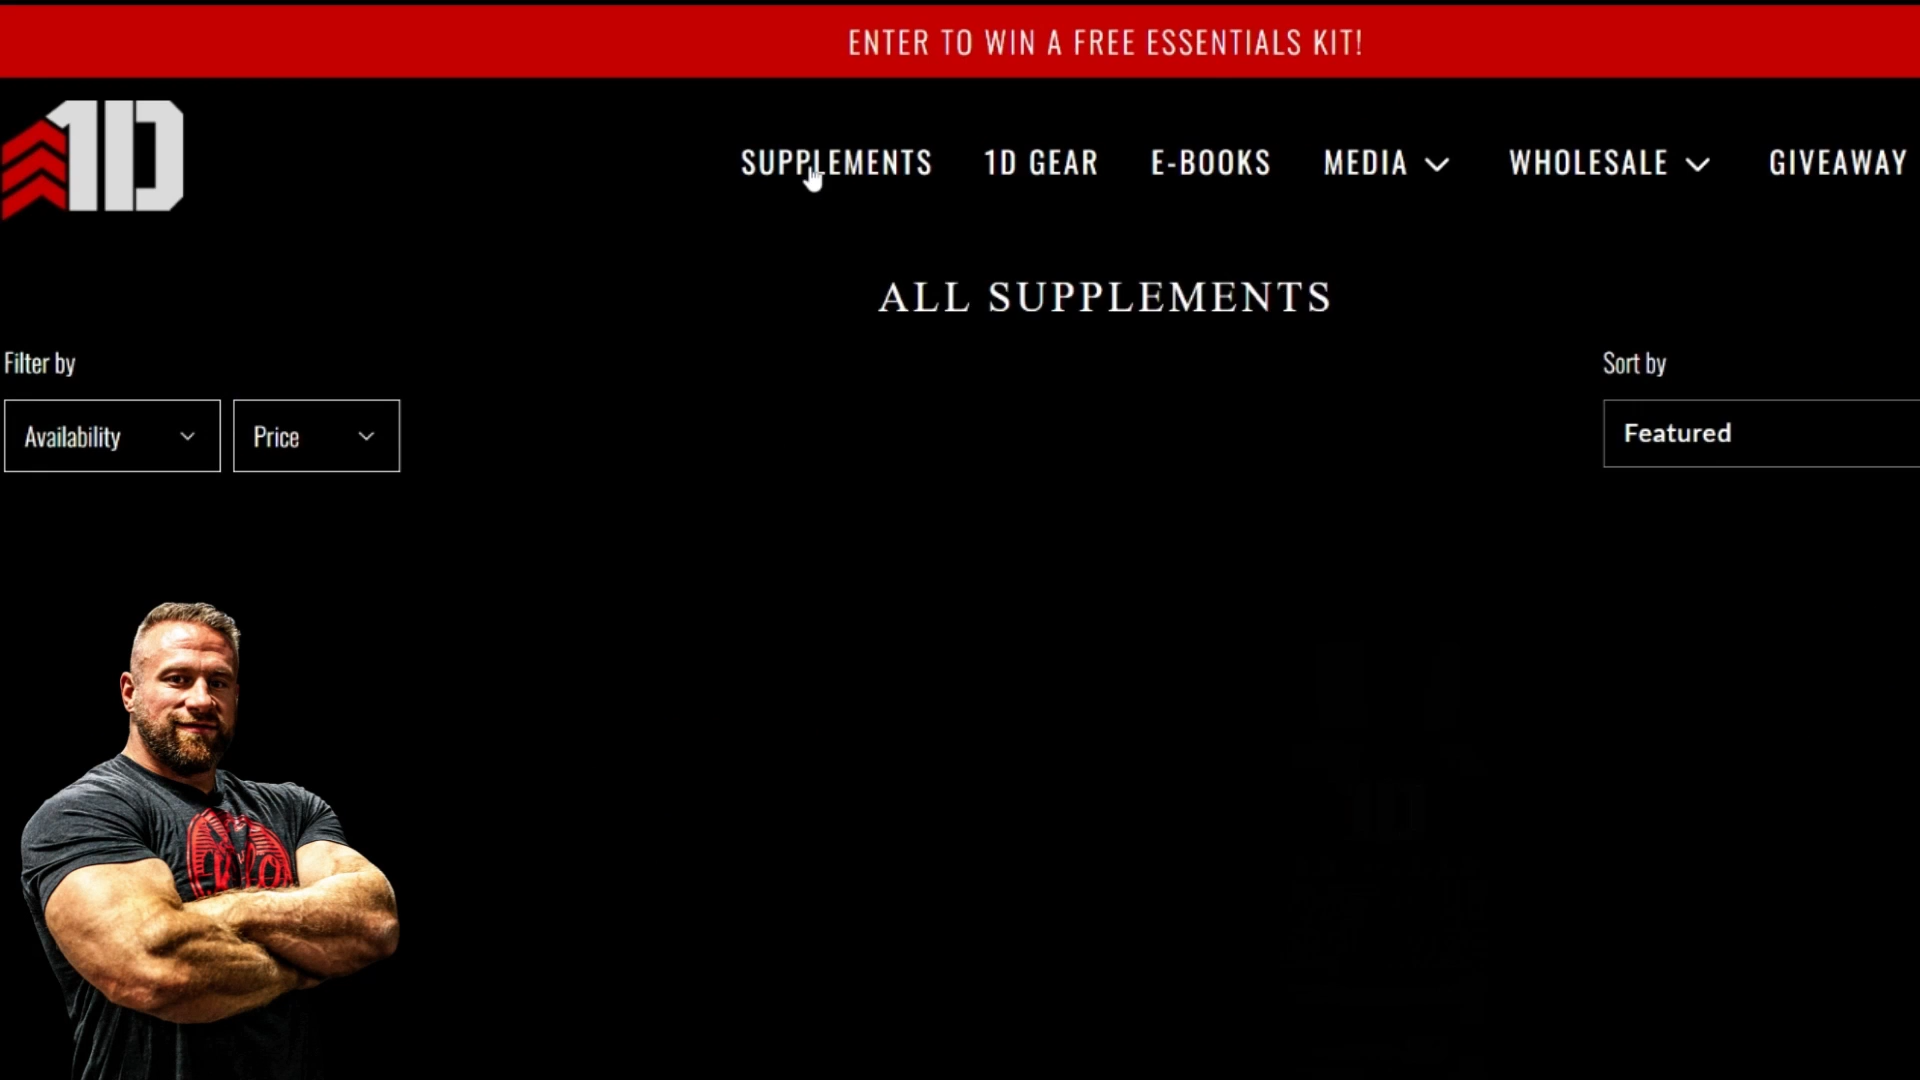 ENTER TO WIN A FREE ESSENTIALS KIT!
1D
SUPPLEMENTS 1D GEAR E-BOOKS MEDIA WHOLESALE GIVEAWAY
ALL SUPPLEMENTS
Filter by
Sort by
Availability
Price
Featured